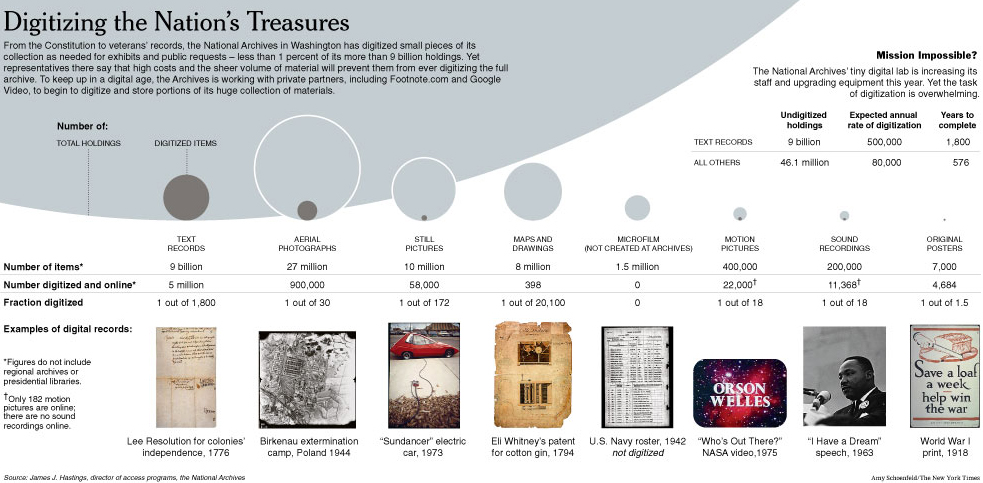 Digitizing the Nation's Treasures
From the Constitution to veterans' records, the National Archives in Washington has digitized small pieces of its
collection as needed for exhibits and public requests – less than 1 percent of its more than 9 billion holdings. Yet
representatives there say that high costs and the sheer volume of material will prevent them from ever digitizing the full
archive. To keep up in a digital age, the Archives is working with private partners, including Footnote.com and Google
Video, to begin to digitize and store portions of its huge collection of materials.
Mission Impossible?
The National Archives' tiny digital lab is increasing its
staff and upgrading equipment this year. Yet the task
of digitization is overwhelming.
Undigitized holdings Expected annual rate of digitization Years to complete
TEXT RECORDS 9 billion 500,000 1,800
ALL OTHERS 46.1 million 80,000 576
Number of:
TOTAL HOLDINGS DIGITIZED ITEMS
TEXT RECORDS AERIAL PHOTOGRAPHS STILL PICTURES MAPS AND DRAWINGS MICROFILM (NOT CREATED AT ARCHIVES) MOTION PICTURES SOUND RECORDINGS ORIGINAL POSTERS
Number of items* 9 billion 27 million 10 million 8 million 1.5 million 400,000 200,000 7,000
Number digitized and online* 5 million 900,000 58,000 398 0 22,000† 11,368† 4,684
Fraction digitized 1 out of 1,800 1 out of 30 1 out of 172 1 out of 20,100 0 1 out of 18 1 out of 18 1 out of 1.5
Examples of digital records:
*Figures do not include
regional archives or
presidential libraries.
†Only 182 motion
pictures are online;
there are no sound
recordings online.
ORSON
WELLES
Save a loaf
a week
help win
the war
Lee Resolution for colonies'
independence, 1776
Birkenau extermination
camp, Poland 1944
"Sundancer" electric
car, 1973
Eli Whitney's patent
for cotton gin, 1794
U.S. Navy roster, 1942
not digitized
"Who's Out There?"
NASA video,1975
"I Have a Dream"
speech, 1963
World War I
print, 1918
Source: James J. Hastings, director of access programs, the National Archives
Amy Schoenfeld/The New York Times